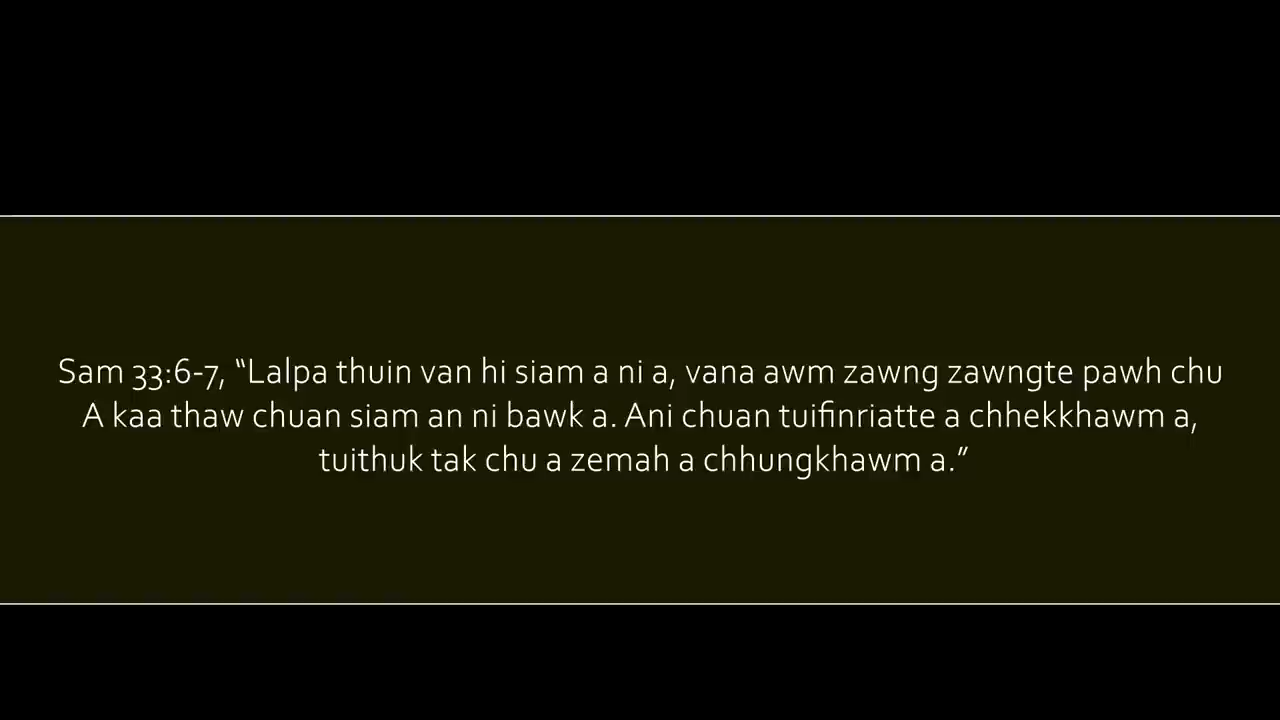 Sam 33:6-7, “Lalpa thuin van hi siam a ni a, vana awm zawng zawngte pawh chu
A kaa thaw chuan siam an ni bawk a. Ani chuan tuifinriatte a chhekkhawm a,
tuithuk tak chu a zemah a chhungkhawm a.”